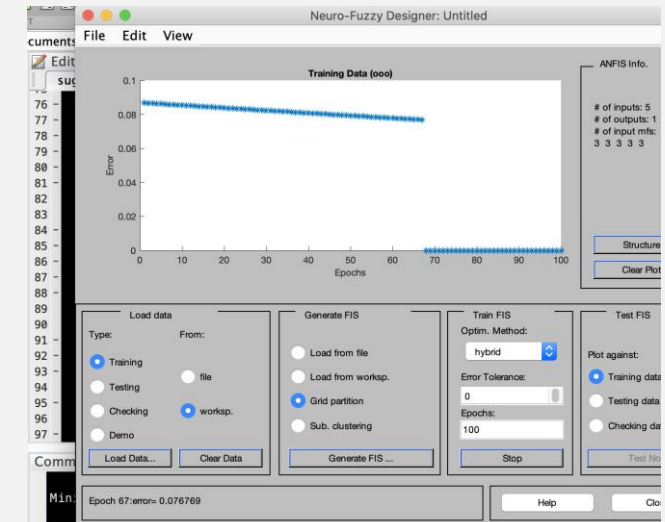 T
Neuro-Fuzzy Designer: Untitled
cuments
File Edit View
Edit
sug
76 -
77 -
78 -
79 -
80 -
81 -
82
83
84 -
85 -
86 -
87 -
88 -
89
90
91 -
92 -
93 -
94
95 -
96
97 -
Training Data (ooo)
0.1
0.08
0.06
0.04
0.02
0
Error
0 10 20 30 40 50 60 70 80 90 100
Epochs
ANFIS Info.
# of inputs: 5
# of outputs: 1
# of input mfs:
3 3 3 3 3
Structure
Clear Plot
Load data
Type: From:
Training
Testing
Checking
Demo
file
worksp.
Load Data... Clear Data
Generate FIS
Load from file
Load from worksp.
Grid partition
Sub. clustering
Generate FIS ...
Train FIS
Optim. Method:
hybrid
Error Tolerance:
0
Epochs:
100
Stop
Test FIS
Plot against:
Training data
Testing data
Checking da
Test No
Comm
Min:
Epoch 67:error= 0.076769
Help Clo